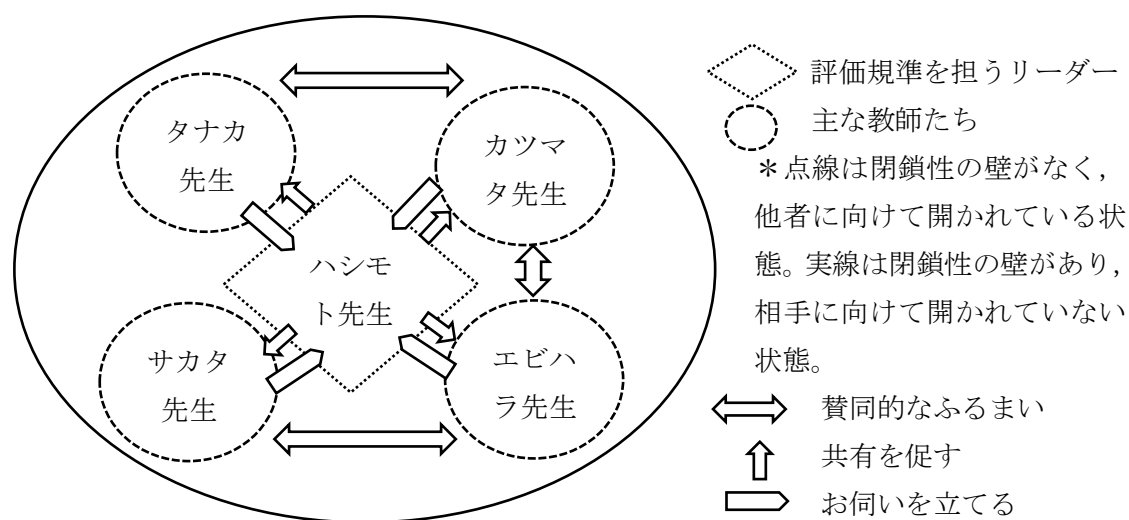 タナカ
先生
カツマ
タ先生
ハシモ
ト先生
サカタ
先生
エビハ
ラ先生
評価規準を担うリーダー
主な教師たち
＊点線は閉鎖性の壁がなく，
他者に向けて開かれている状
態。実線は閉鎖性の壁があり，
相手に向けて開かれていない
状態。
賛同的なふるまい
共有を促す
お伺いを立てる